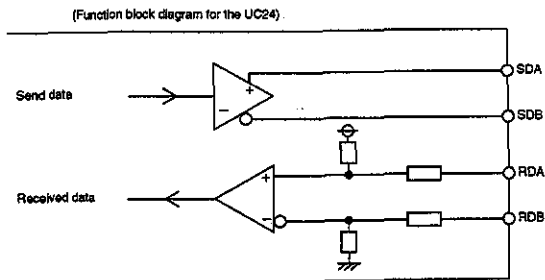 (Function block diagram for the UC24)
SDA
Send data
+
−
SDB
RDA
+
Received data
−
RDB